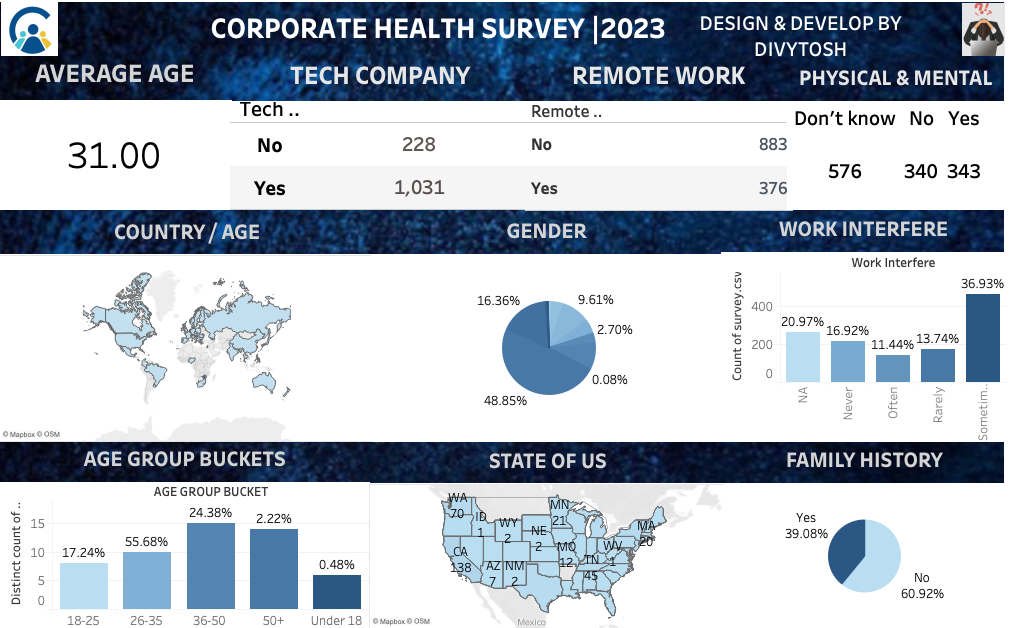 CORPORATE HEALTH SURVEY |2023
DESIGN & DEVELOP BY
DIVYTOSH
AVERAGE AGE
TECH COMPANY
REMOTE WORK
PHYSICAL & MENTAL
31.00
Tech ..
No 228
Yes 1,031
Remote ..
No 883
Yes 376
Don't know No Yes
576 340 343
COUNTRY / AGE
GENDER
WORK INTERFERE
© Mapbox © OSM
16.36%
9.61%
2.70%
0.08%
48.85%
Work Interfere
Count of survey.csv
400
200
0
20.97%
16.92%
11.44%
13.74%
36.93%
NA
Never
Often
Rarely
Sometim..
AGE GROUP BUCKETS
STATE OF US
FAMILY HISTORY
AGE GROUP BUCKET
Distinct count of ..
15
10
5
0
17.24%
55.68%
24.38%
2.22%
0.48%
18-25
26-35
36-50
50+
Under 18
WA
70
ID
1
WY
2
NE
2
MN
21
MA
20
CA
138
AZ
7
NM
2
MO
12
TN
45
WV
1
Mexico
© Mapbox © OSM
Yes
39.08%
No
60.92%